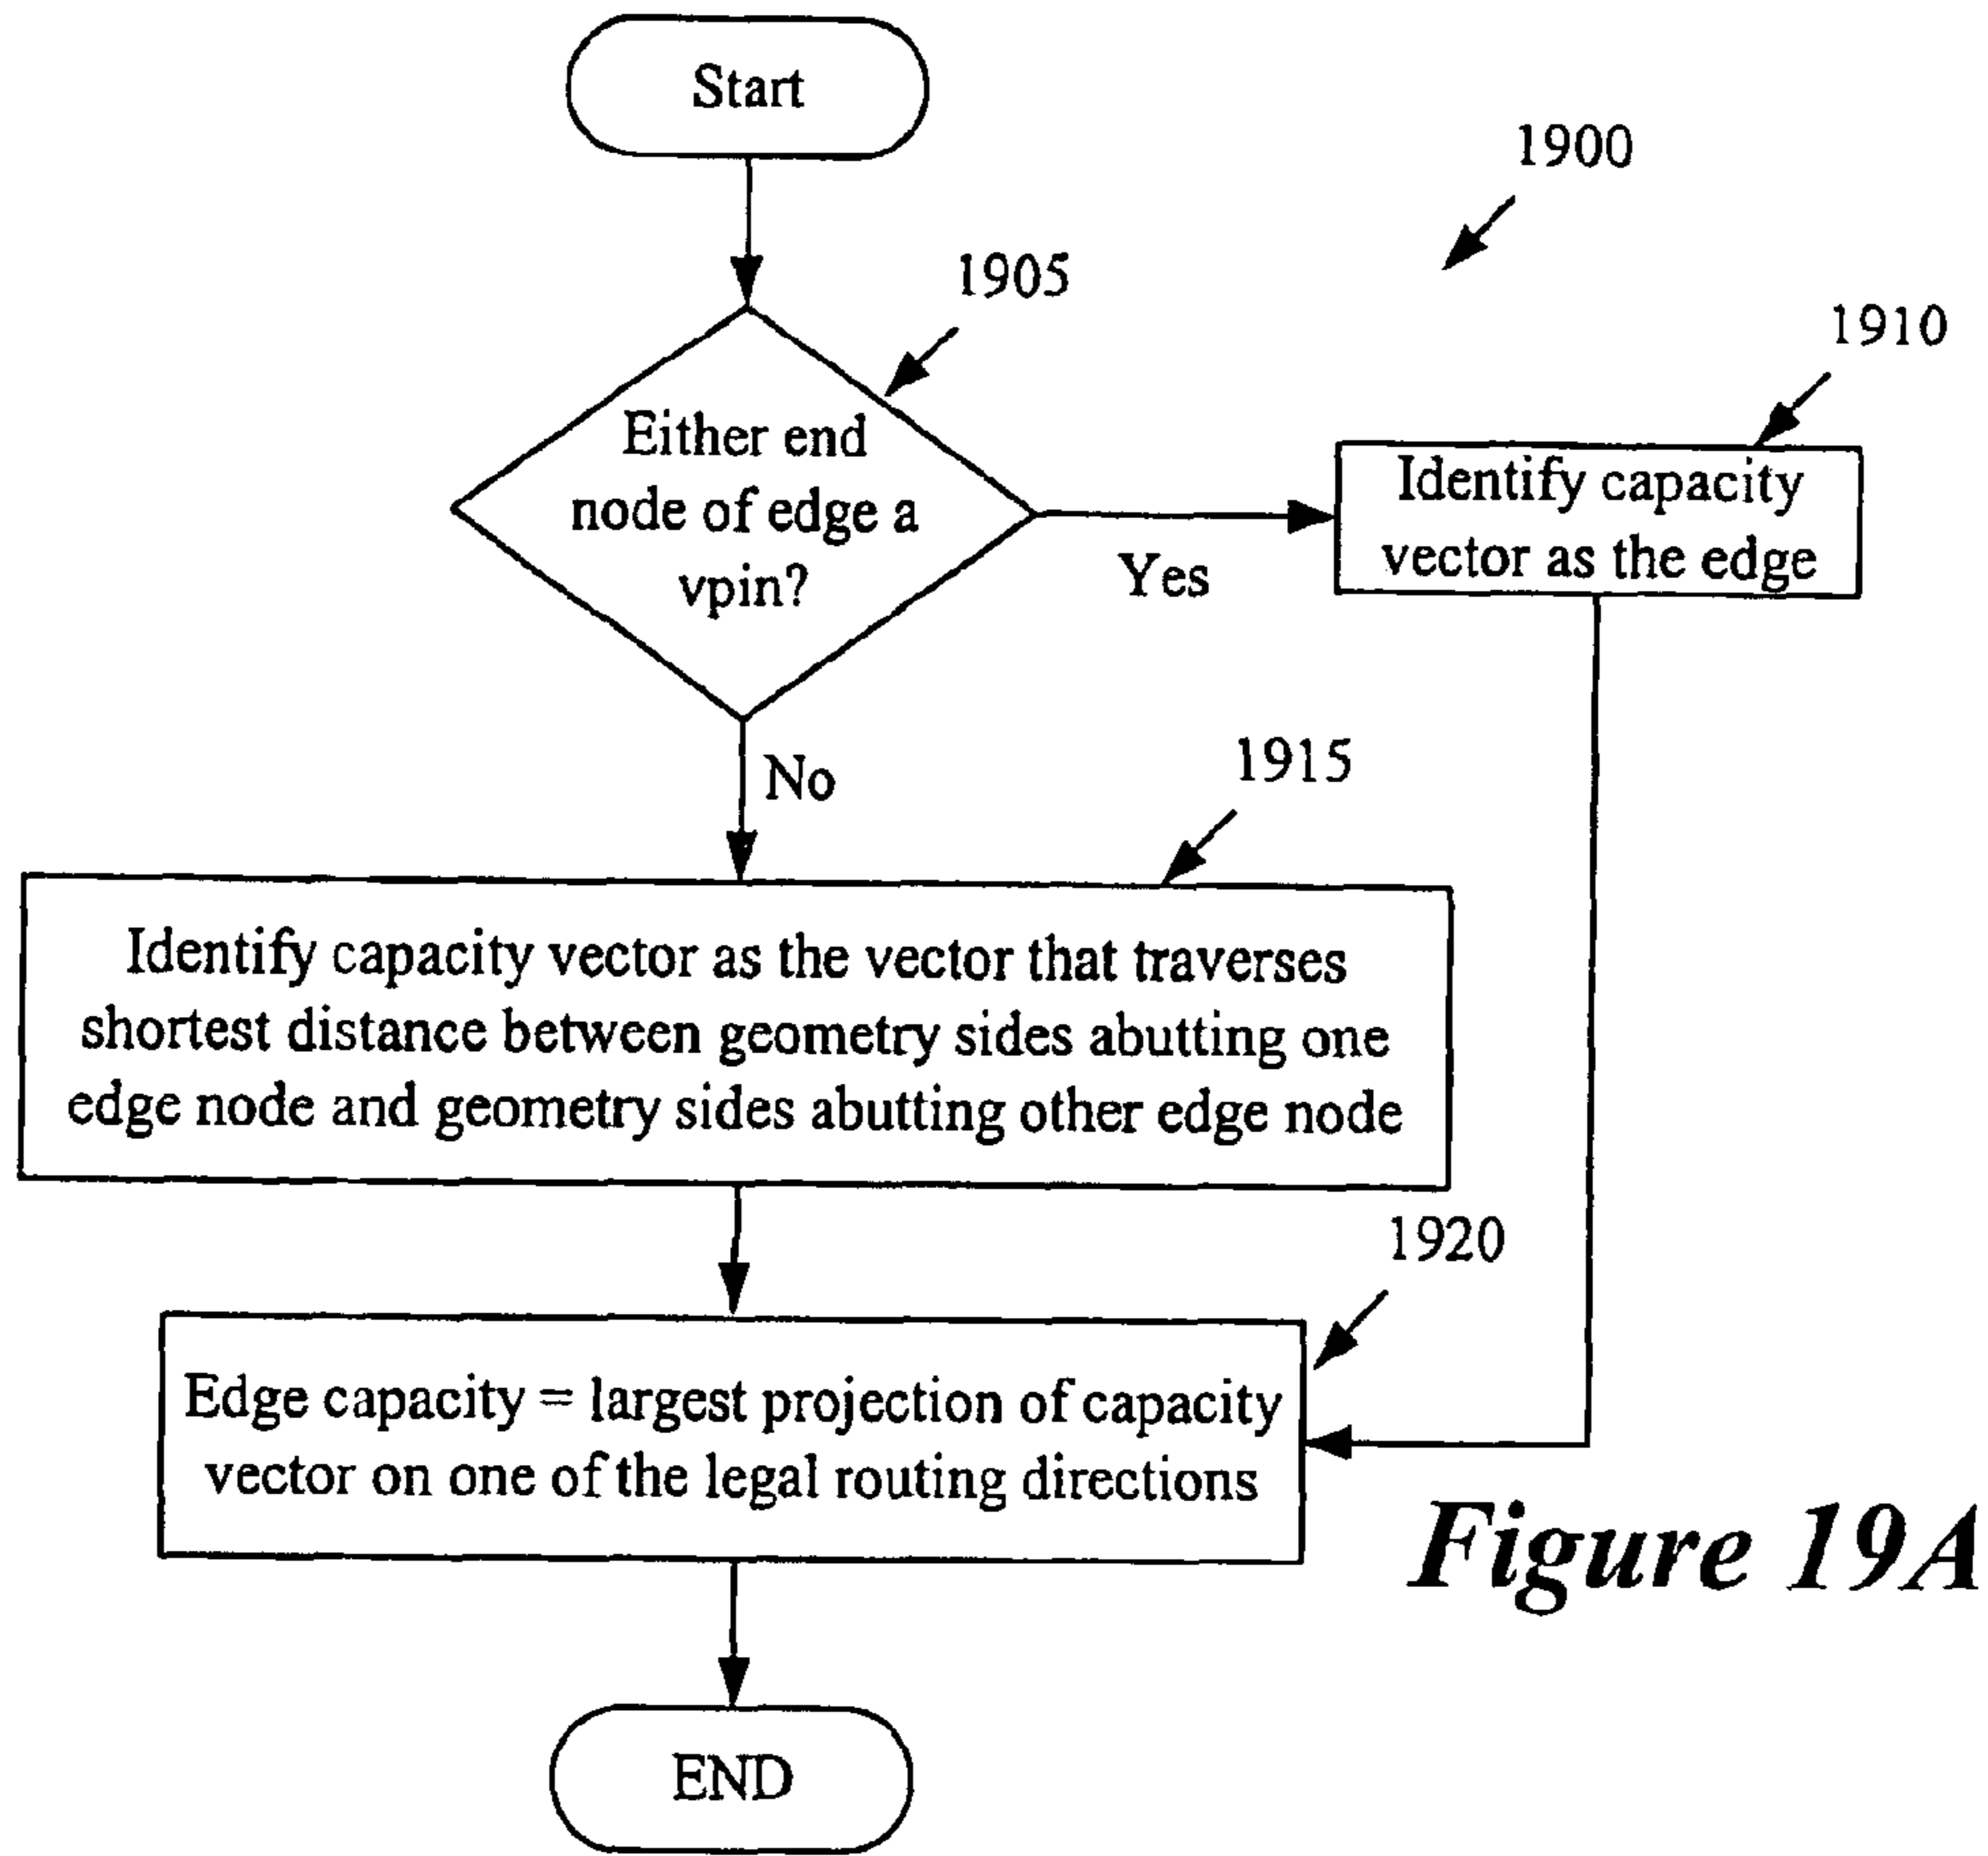 Start
1900
1905
1910
Either end
node of edge a
vpin?
Identify capacity
vector as the edge
Yes
No
1915
Identify capacity vector as the vector that traverses
shortest distance between geometry sides abutting one
edge node and geometry sides abutting other edge node
1920
Edge capacity = largest projection of capacity
vector on one of the legal routing directions
Figure 19A
END